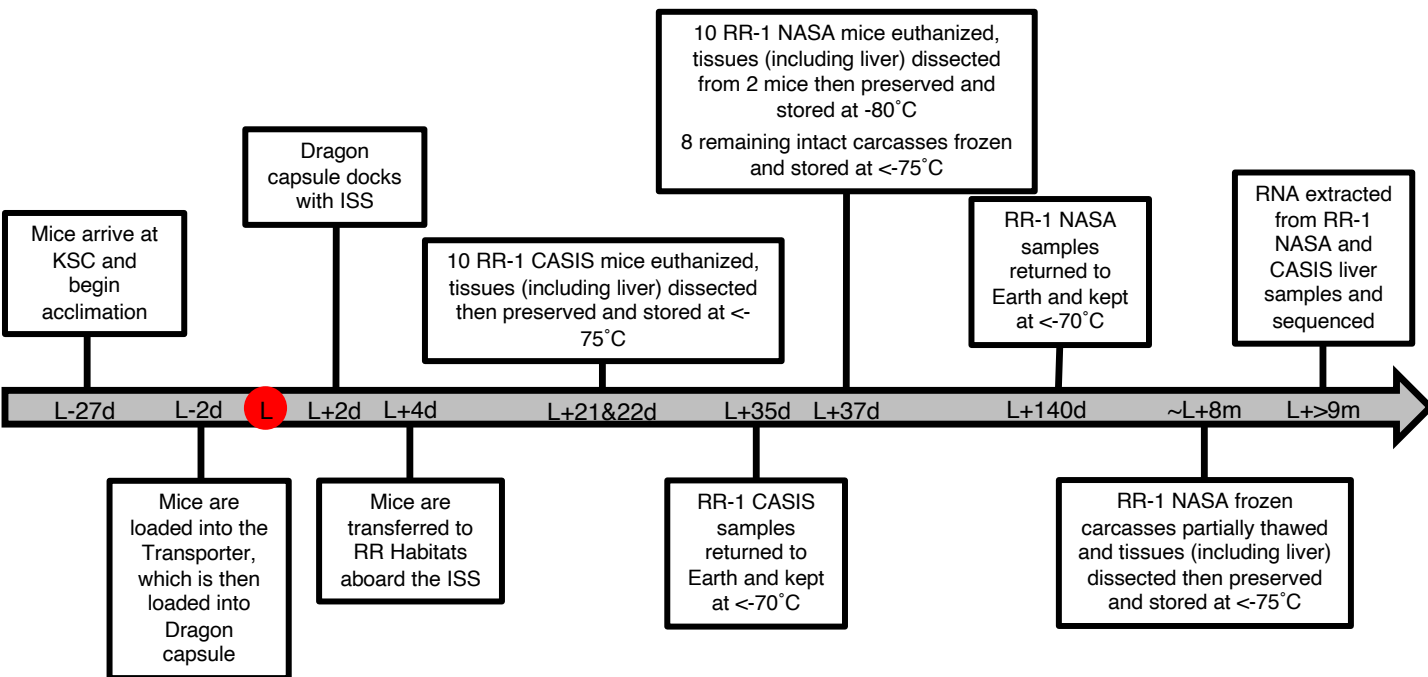 10 RR-1 NASA mice euthanized,
tissues (including liver) dissected
from 2 mice then preserved and
stored at -80˚C
8 remaining intact carcasses frozen
and stored at <-75˚C
Dragon
capsule docks
with ISS
RNA extracted
from RR-1
NASA and
CASIS liver
samples and
sequenced
RR-1 NASA
samples
returned to
Earth and kept
at <-70˚C
Mice arrive at
KSC and
begin
acclimation
10 RR-1 CASIS mice euthanized,
tissues (including liver) dissected
then preserved and stored at <-
75˚C
L-27d L-2d L L+2d L+4d L+21&22d L+35d L+37d L+140d ~L+8m L+>9m
Mice are
loaded into the
Transporter,
which is then
loaded into
Dragon
capsule
Mice are
transferred to
RR Habitats
aboard the ISS
RR-1 CASIS
samples
returned to
Earth and kept
at <-70˚C
RR-1 NASA frozen
carcasses partially thawed
and tissues (including liver)
dissected then preserved
and stored at <-75˚C